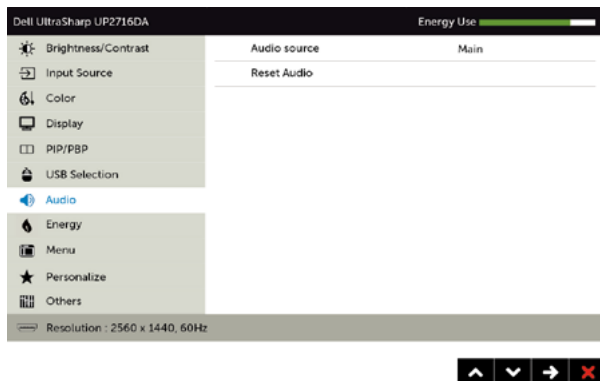 Dell UltraSharp UP2716DA Energy Use
Brightness/Contrast Audio source Main
Input Source Reset Audio
Color
Display
PIP/PBP
USB Selection
Audio
Energy
Menu
Personalize
Others
Resolution : 2560 x 1440, 60Hz